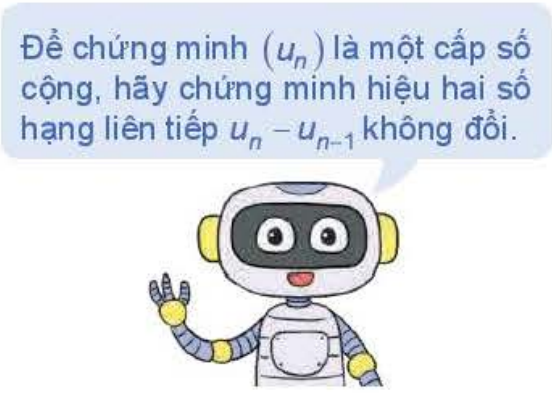 Để chứng minh (uₙ) là một cấp số
cộng, hãy chứng minh hiệu hai số
hạng liên tiếp uₙ − uₙ₋₁ không đổi.